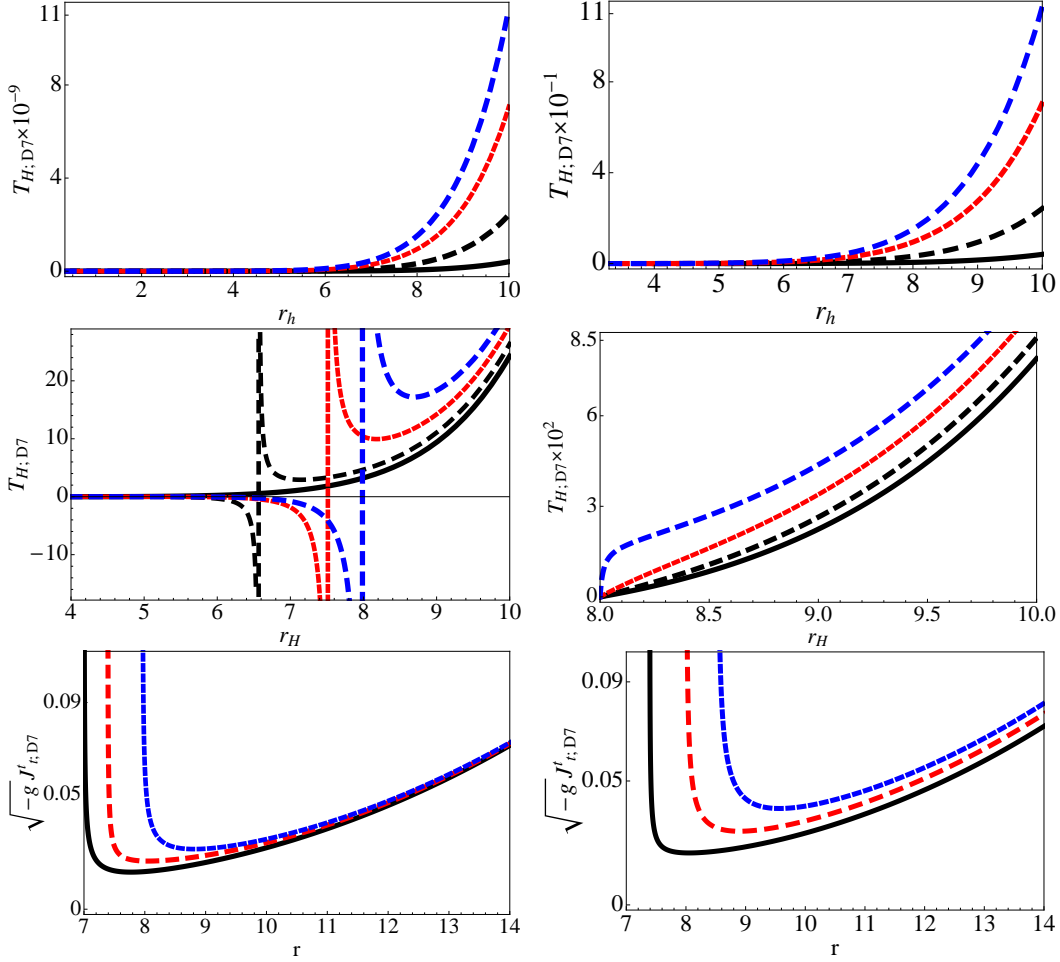 11
8
4
0
T_{H; D7}×10^{-9}
2 4 6 8 10
r_h
11
8
4
0
T_{H; D7}×10^{-1}
4 5 6 7 8 9 10
r_h
20
10
0
−10
T_{H; D7}
4 5 6 7 8 9 10
r_H
8.5
6
3
0
T_{H; D7}×10^2
8.0 8.5 9.0 9.5 10.0
r_H
0.09
0.05
0
√−g J^t_{t; D7}
7 8 9 10 11 12 13 14
r
0.09
0.05
0
√−g J^t_{t; D7}
7 8 9 10 11 12 13 14
r